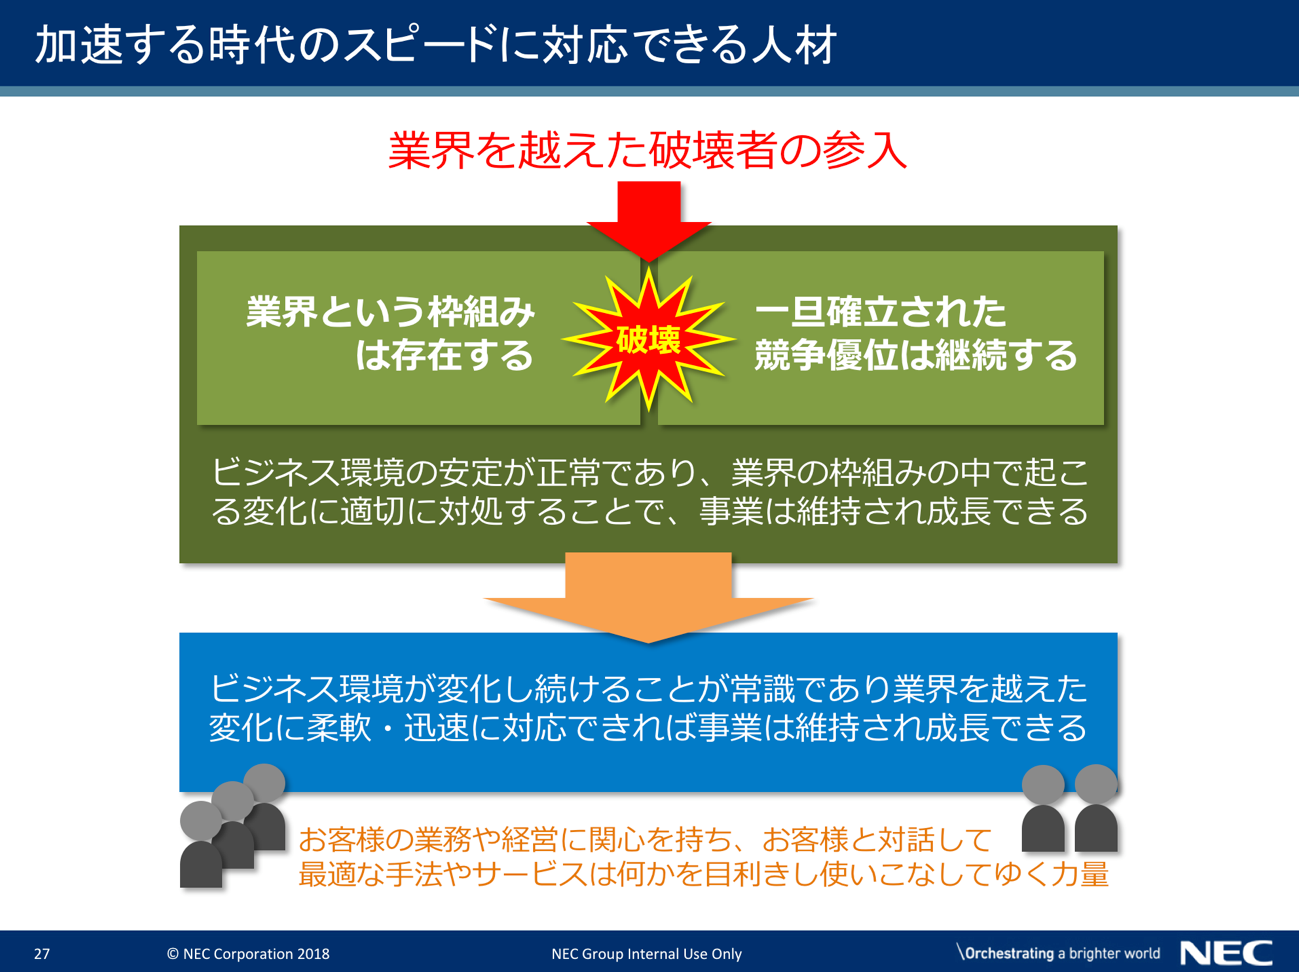 加速する時代のスピードに対応できる人材
業界を越えた破壊者の参入
業界という枠組み
は存在する
破壊
一旦確立された
競争優位は継続する
ビジネス環境の安定が正常であり、業界の枠組みの中で起こ
る変化に適切に対処することで、事業は維持され成長できる
ビジネス環境が変化し続けることが常識であり業界を越えた
変化に柔軟・迅速に対応できれば事業は維持され成長できる
お客様の業務や経営に関心を持ち、お客様と対話して
最適な手法やサービスは何かを目利きし使いこなしてゆく力量
27
© NEC Corporation 2018
NEC Group Internal Use Only
\Orchestrating a brighter world
NEC